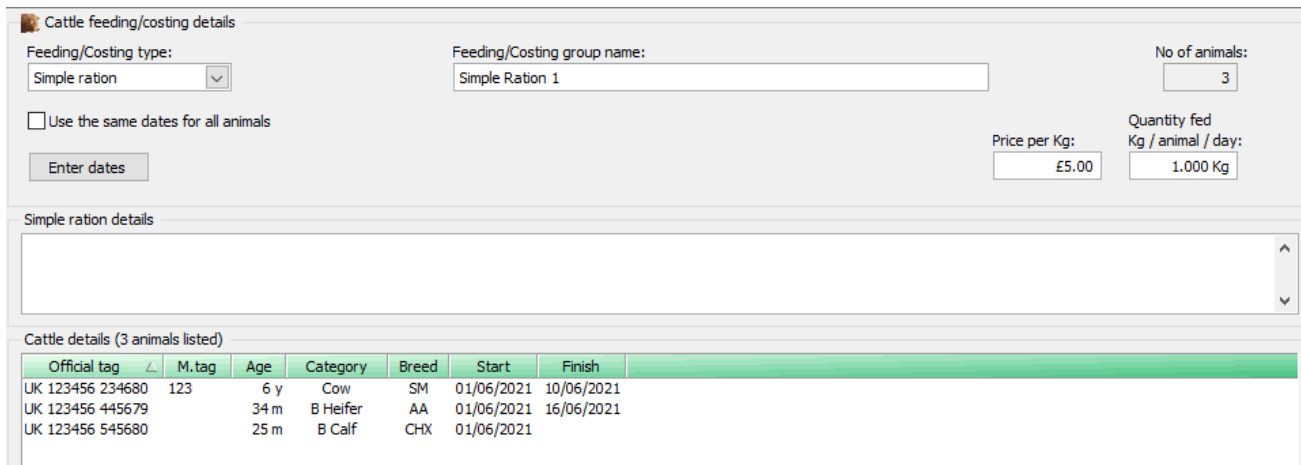 Cattle feeding/costing details
Feeding/Costing type: Feeding/Costing group name: No of animals:
Simple ration Simple Ration 1 3
Use the same dates for all animals
Quantity fed
Price per Kg: Kg / animal / day:
Enter dates £5.00 1.000 Kg
Simple ration details
Cattle details (3 animals listed)
Official tag M.tag Age Category Breed Start Finish
UK 123456 234680 123 6 y Cow SM 01/06/2021 10/06/2021
UK 123456 445679 34 m B Heifer AA 01/06/2021 16/06/2021
UK 123456 545680 25 m B Calf CHX 01/06/2021